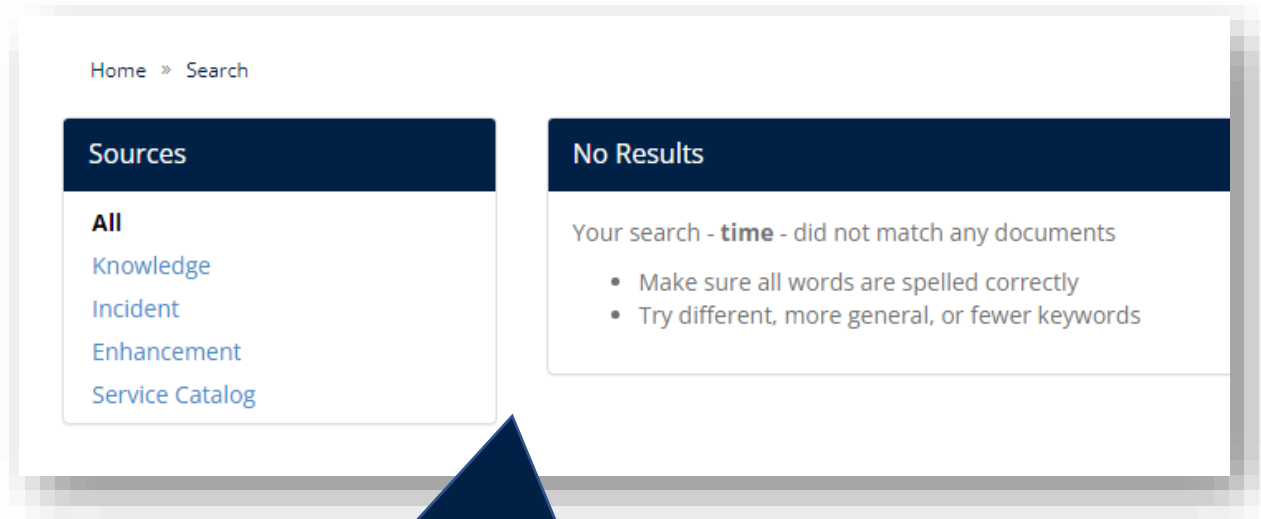 Home » Search
Sources
All
Knowledge
Incident
Enhancement
Service Catalog
No Results
Your search - time - did not match any documents
• Make sure all words are spelled correctly
• Try different, more general, or fewer keywords